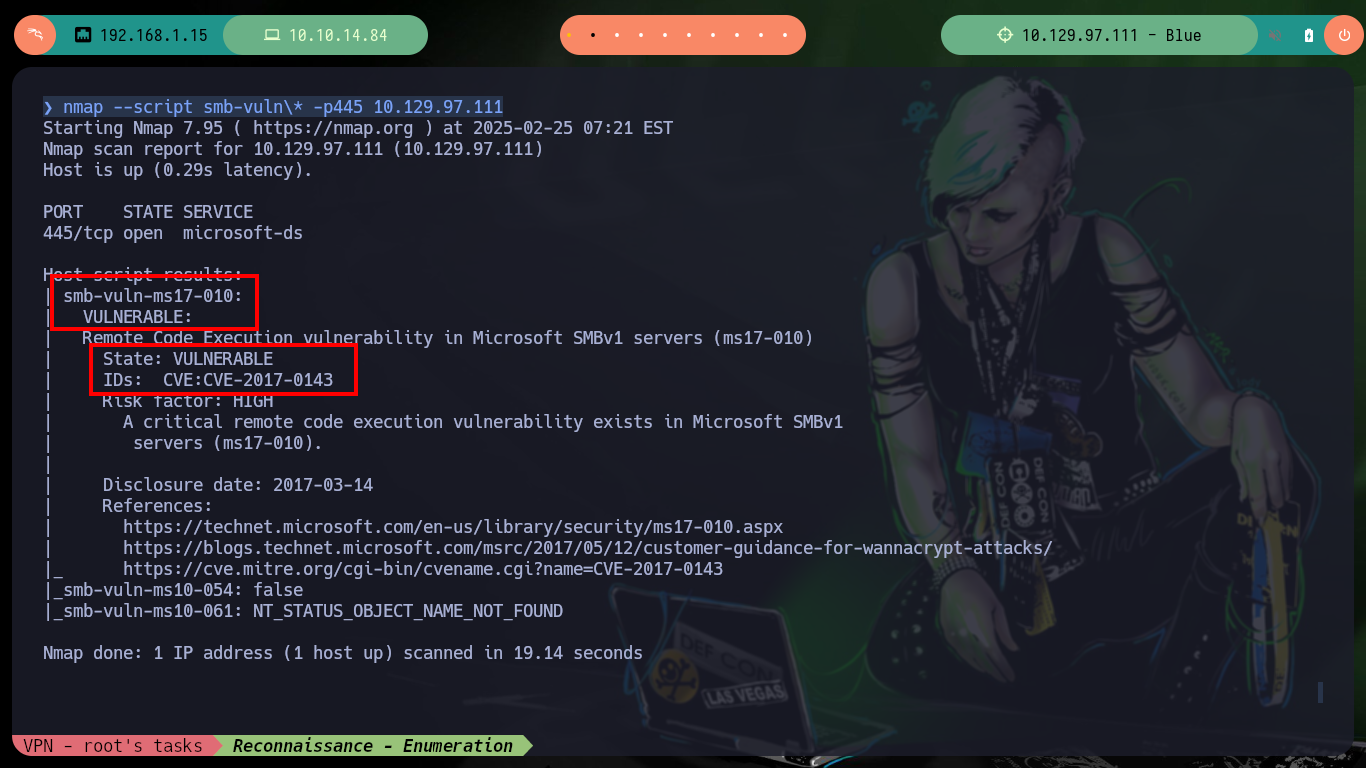 192.168.1.15
10.10.14.84
10.129.97.111 - Blue
❯ nmap --script smb-vuln\* -p445 10.129.97.111
Starting Nmap 7.95 ( https://nmap.org ) at 2025-02-25 07:21 EST
Nmap scan report for 10.129.97.111 (10.129.97.111)
Host is up (0.29s latency).
PORT    STATE SERVICE
445/tcp open  microsoft-ds
Host script results:
| smb-vuln-ms17-010:
|   VULNERABLE:
|   Remote Code Execution vulnerability in Microsoft SMBv1 servers (ms17-010)
|     State: VULNERABLE
|     IDs:  CVE:CVE-2017-0143
|     Risk factor: HIGH
|       A critical remote code execution vulnerability exists in Microsoft SMBv1
|        servers (ms17-010).
|
|     Disclosure date: 2017-03-14
|     References:
|       https://technet.microsoft.com/en-us/library/security/ms17-010.aspx
|       https://blogs.technet.microsoft.com/msrc/2017/05/12/customer-guidance-for-wannacrypt-attacks/
|_      https://cve.mitre.org/cgi-bin/cvename.cgi?name=CVE-2017-0143
|_smb-vuln-ms10-054: false
|_smb-vuln-ms10-061: NT_STATUS_OBJECT_NAME_NOT_FOUND
Nmap done: 1 IP address (1 host up) scanned in 19.14 seconds
DEF CON
DEF CON
DEF CON
LAS VEGAS
VPN - root's tasks
Reconnaissance - Enumeration